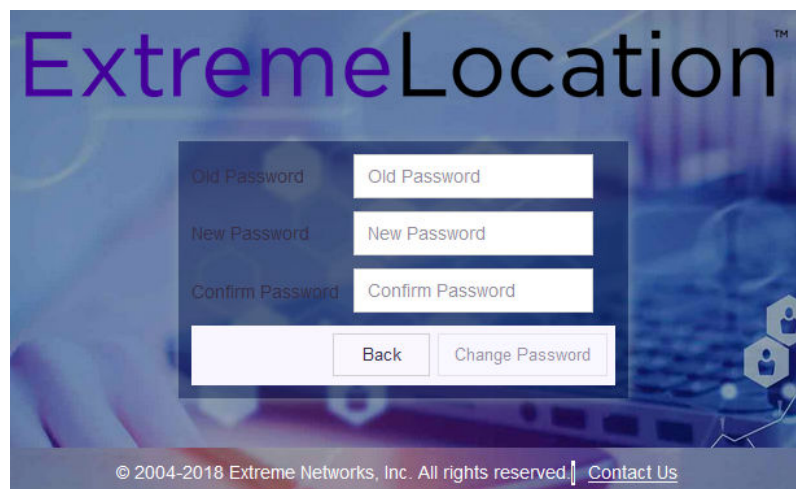 ExtremeLocation™
Old Password Old Password
New Password New Password
Confirm Password Confirm Password
Back Change Password
© 2004-2018 Extreme Networks, Inc. All rights reserved.| Contact Us